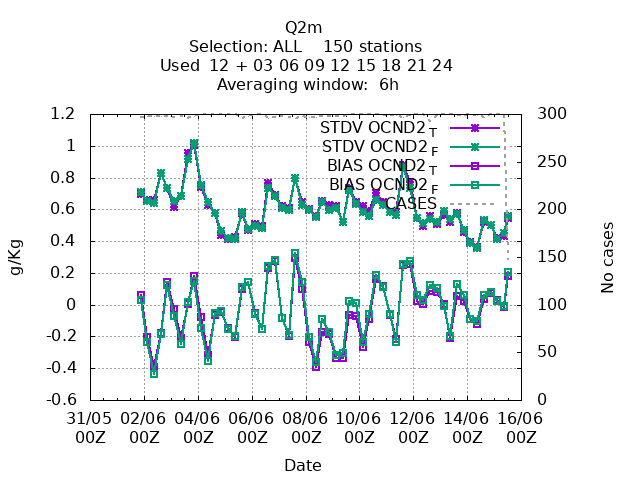 Q2m
Selection: ALL    150 stations
Used  12 + 03 06 09 12 15 18 21 24
Averaging window:  6h
1.2
1
0.8
0.6
0.4
0.2
0
-0.2
-0.4
-0.6
g/Kg
300
250
200
150
100
50
0
No cases
STDV OCND2 T
STDV OCND2 F
BIAS OCND2 T
BIAS OCND2 F
CASES
31/05 02/06 04/06 06/06 08/06 10/06 12/06 14/06 16/06
00Z 00Z 00Z 00Z 00Z 00Z 00Z 00Z 00Z
Date